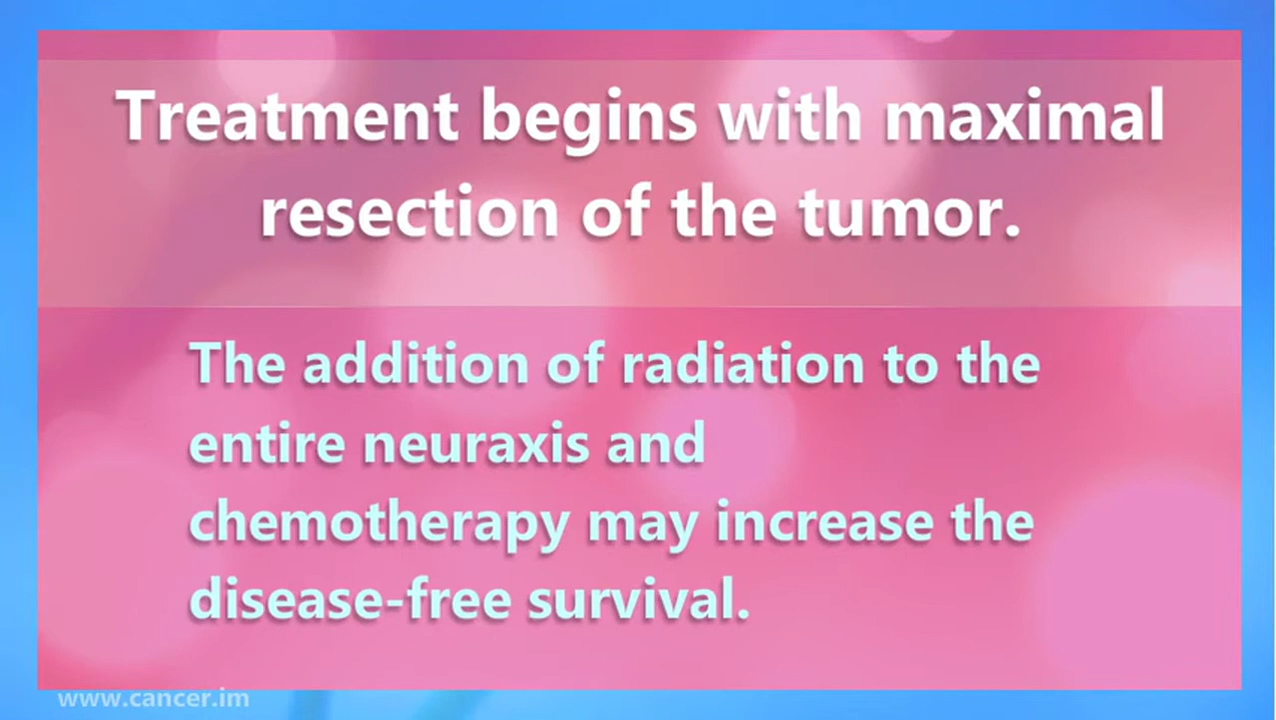 Treatment begins with maximal
resection of the tumor.
The addition of radiation to the
entire neuraxis and
chemotherapy may increase the
disease-free survival.
www.cancer.im